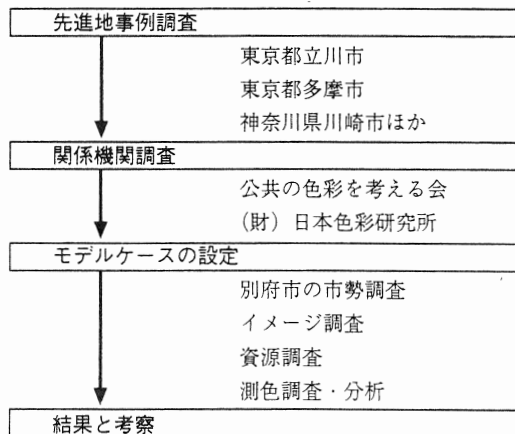 先進地事例調査
東京都立川市
東京都多摩市
神奈川県川崎市ほか
関係機関調査
公共の色彩を考える会
(財)日本色彩研究所
モデルケースの設定
別府市の市勢調査
イメージ調査
資源調査
測色調査・分析
結果と考察